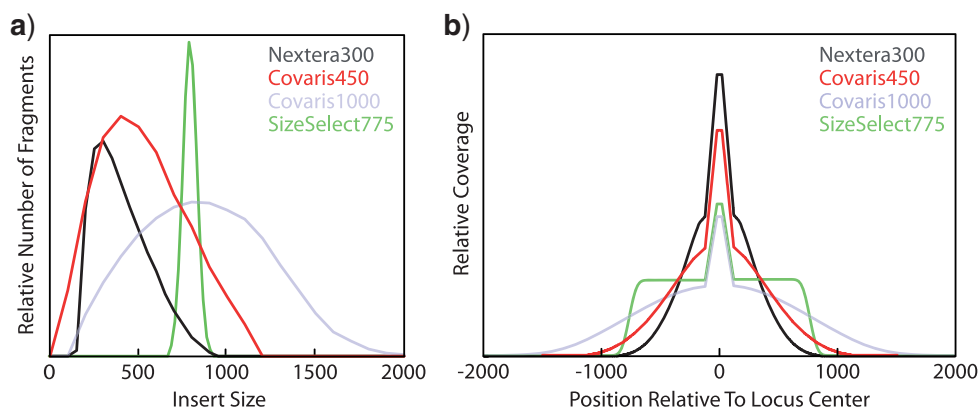 a)
Relative Number of Fragments
Nextera300
Covaris450
Covaris1000
SizeSelect775
0 500 1000 1500 2000
Insert Size
b)
Relative Coverage
Nextera300
Covaris450
Covaris1000
SizeSelect775
-2000 -1000 0 1000 2000
Position Relative To Locus Center